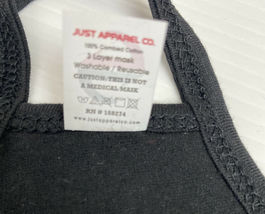 JUST APPAREL CO.
100% Combed Cotton
3 Layer mask
Washable / Reusable
CAUTION: THIS IS NOT
A MEDICAL MASK
RN # 158234
www.justapparelco.com